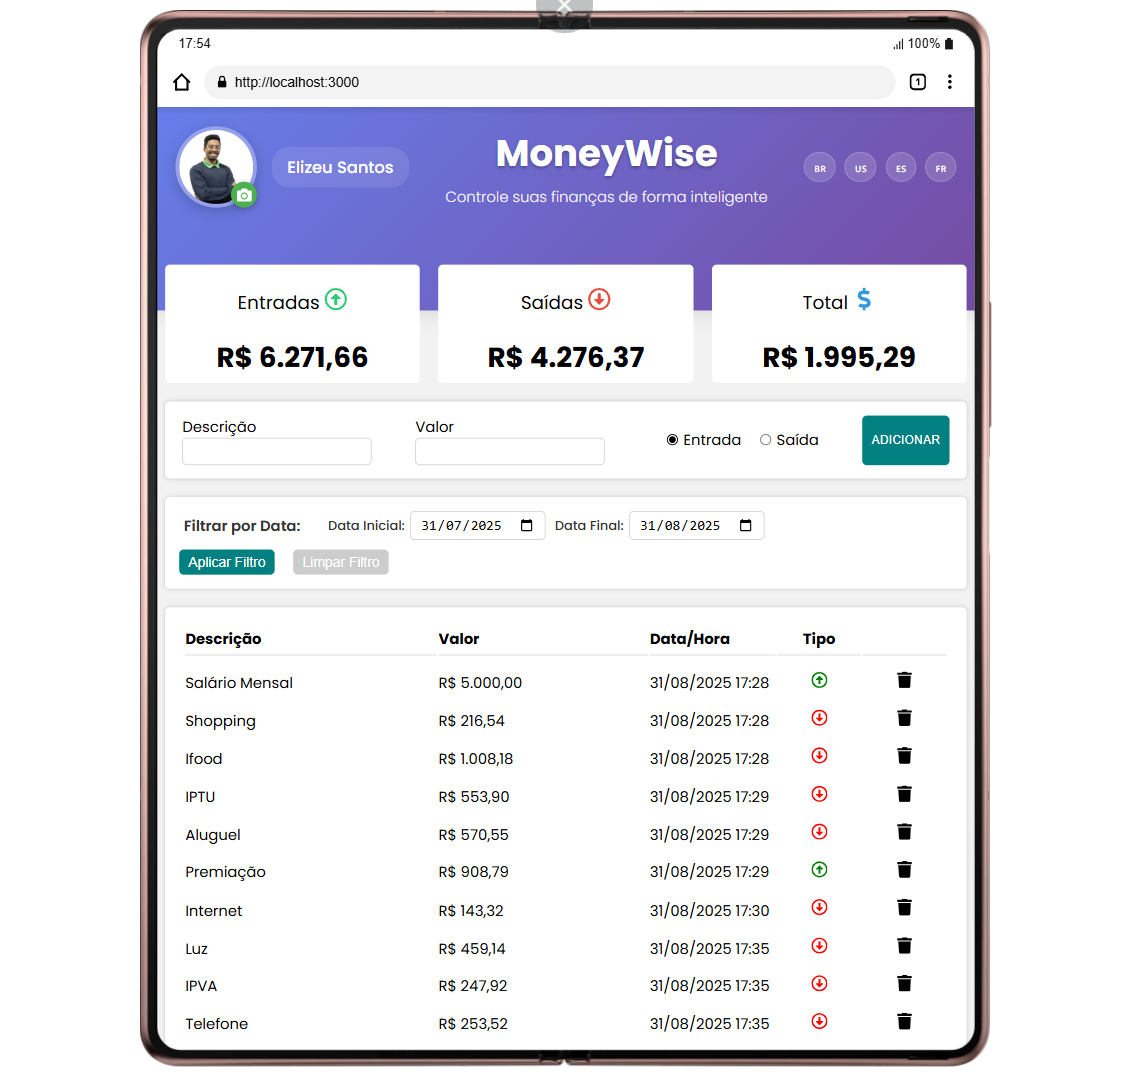 17:54
100%
http://localhost:3000
1
Elizeu Santos
MoneyWise
Controle suas finanças de forma inteligente
BR US ES FR
Entradas
R$ 6.271,66
Saídas
R$ 4.276,37
Total
R$ 1.995,29
Descrição
Valor
Entrada Saída
ADICIONAR
Filtrar por Data: Data Inicial: 31/07/2025 Data Final: 31/08/2025
Aplicar Filtro Limpar Filtro
Descrição Valor Data/Hora Tipo
Salário Mensal R$ 5.000,00 31/08/2025 17:28
Shopping R$ 216,54 31/08/2025 17:28
Ifood R$ 1.008,18 31/08/2025 17:28
IPTU R$ 553,90 31/08/2025 17:29
Aluguel R$ 570,55 31/08/2025 17:29
Premiação R$ 908,79 31/08/2025 17:29
Internet R$ 143,32 31/08/2025 17:30
Luz R$ 459,14 31/08/2025 17:35
IPVA R$ 247,92 31/08/2025 17:35
Telefone R$ 253,52 31/08/2025 17:35